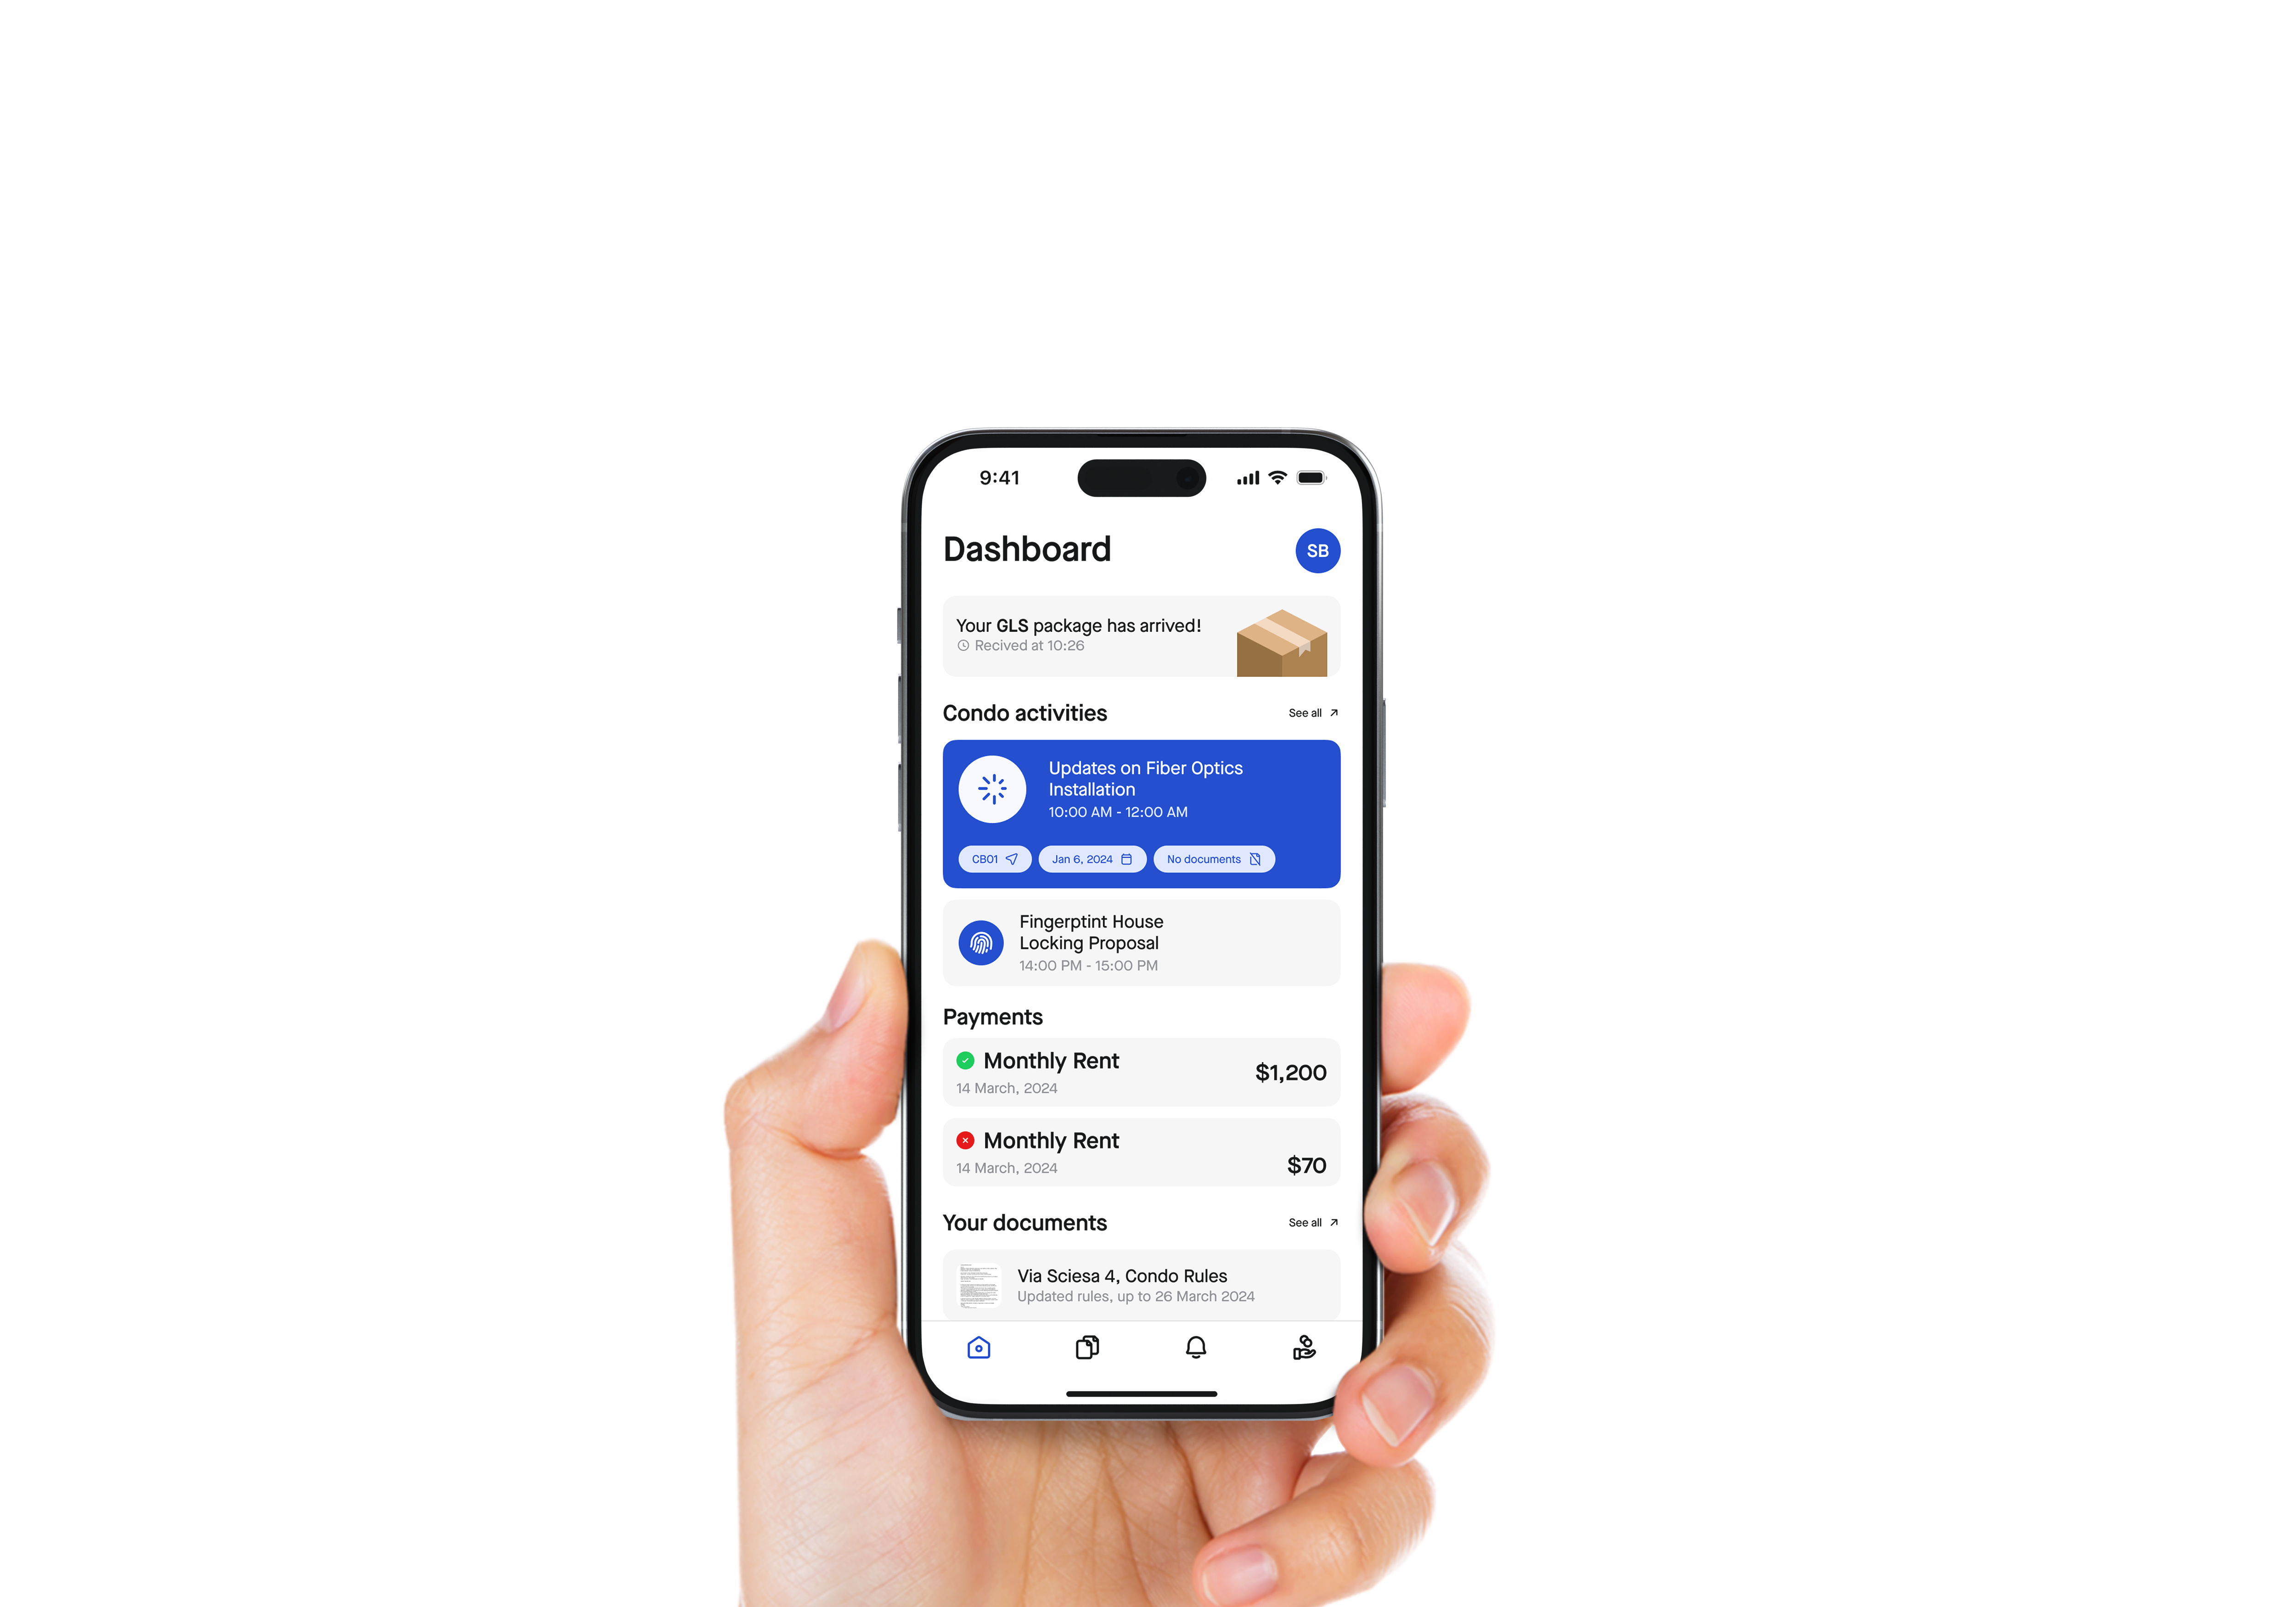 9:41
Dashboard
SB
Your GLS package has arrived!
Recived at 10:26
Condo activities
See all
Updates on Fiber Optics
Installation
10:00 AM - 12:00 AM
CB01
Jan 6, 2024
No documents
Fingerptint House
Locking Proposal
14:00 PM - 15:00 PM
Payments
Monthly Rent
$1,200
14 March, 2024
Monthly Rent
14 March, 2024
$70
Your documents
See all
Via Sciesa 4, Condo Rules
Updated rules, up to 26 March 2024